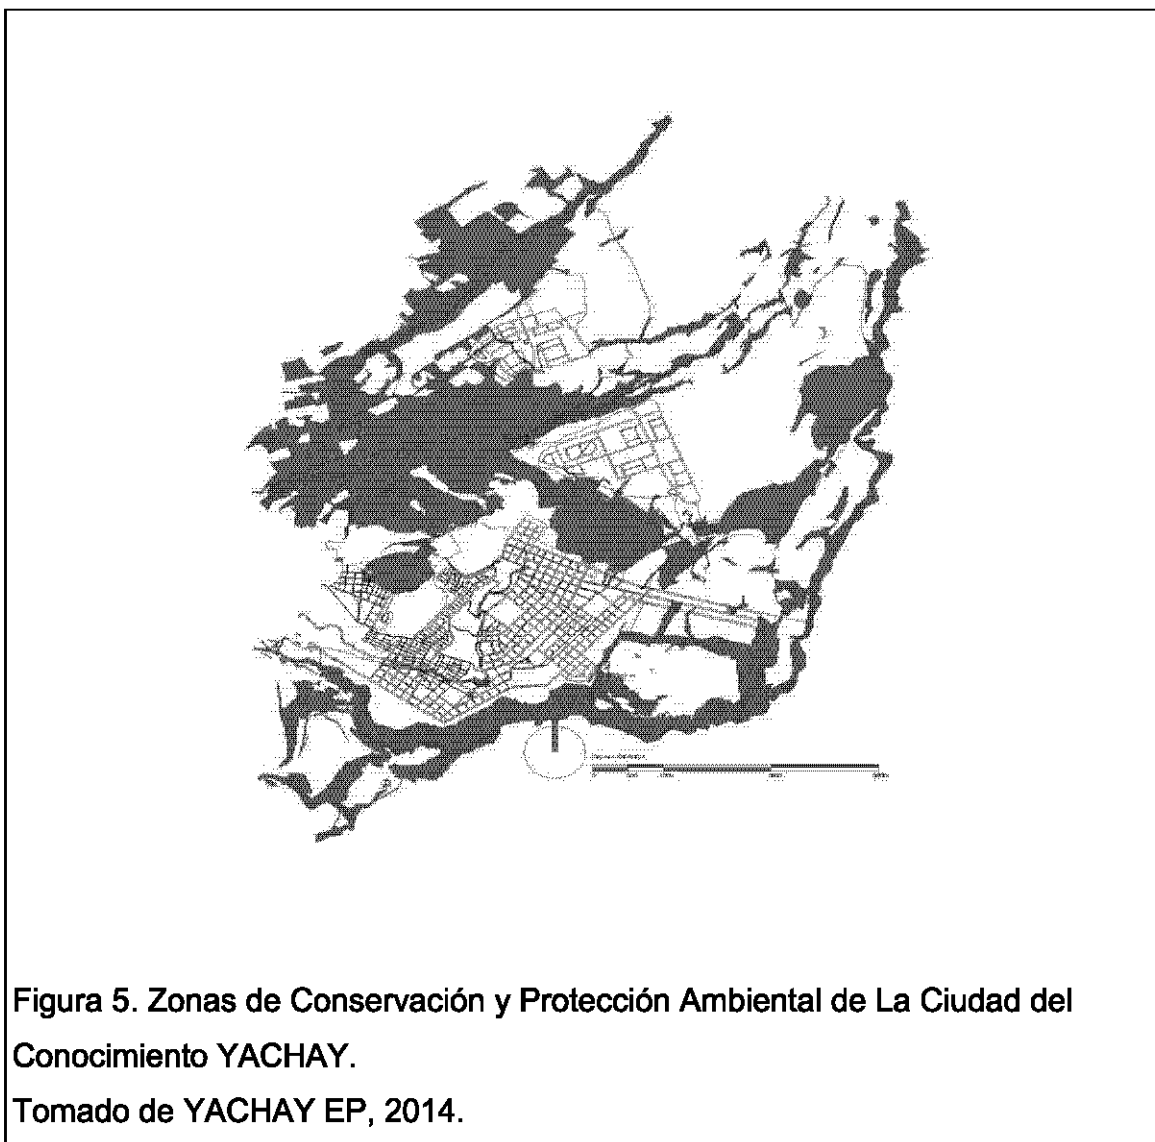 Figura 5. Zonas de Conservación y Protección Ambiental de La Ciudad del
Conocimiento YACHAY.
Tomado de YACHAY EP, 2014.